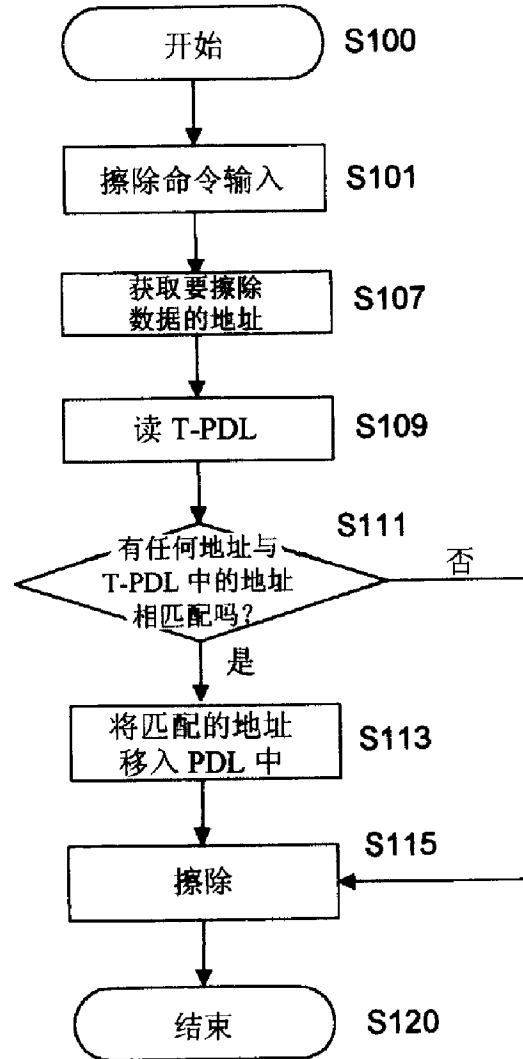 开始
S100
擦除命令输入
S101
获取要擦除
数据的地址
S107
读 T-PDL
S109
S111
有任何地址与
T-PDL 中的地址
相匹配吗?
否
是
将匹配的地址
移入 PDL 中
S113
S115
擦除
结束
S120